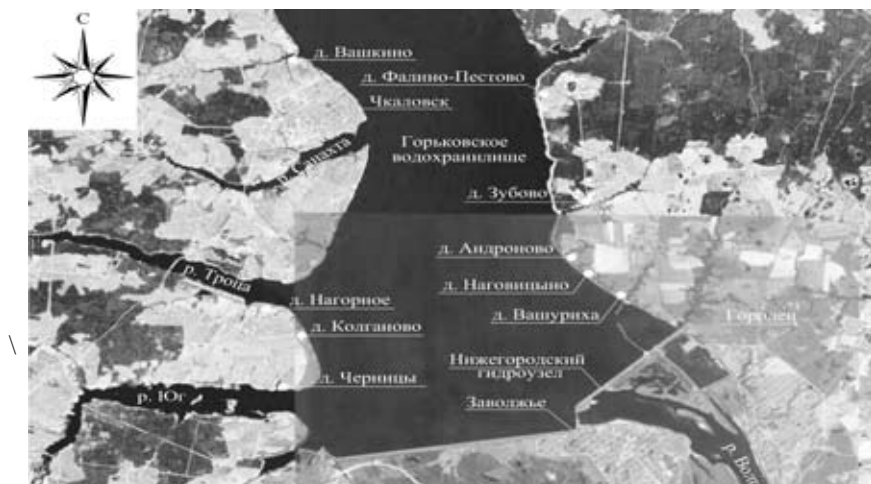 С
д. Вашкино
д. Фалино-Пестово
Чкаловск
Горьковское
водохранилище
р. Санахта
д. Зубово
д. Андроново
р. Троца
д. Наговицыно
д. Нагорное
д. Вашуриха
Городец
д. Колганово
\
Нижегородский
гидроузел
д. Черницы
р. Юг
Заволжье